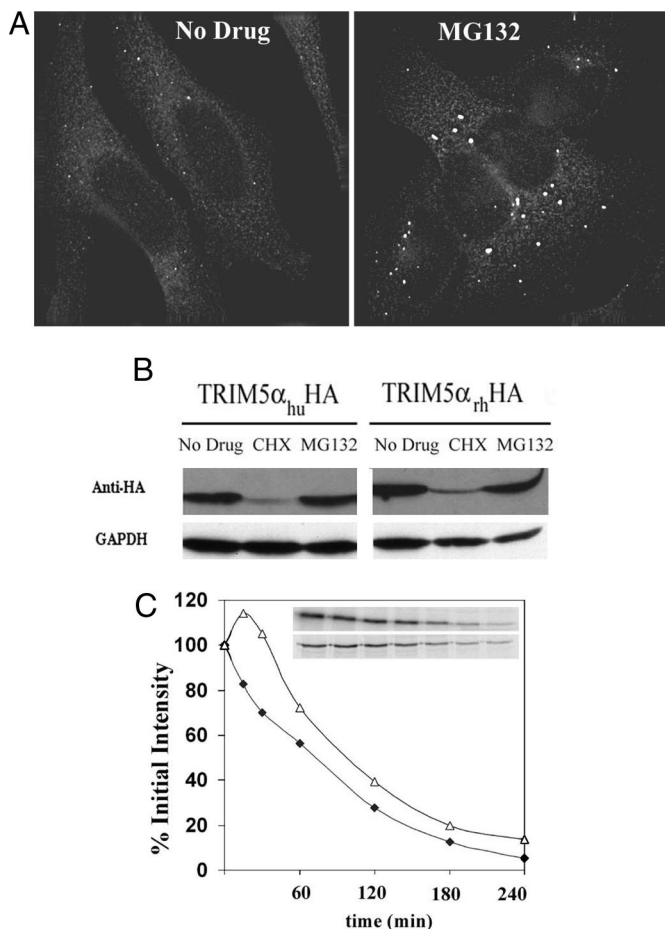 A
No Drug
MG132
B
TRIM5α_huHA
TRIM5α_rhHA
No Drug CHX MG132
No Drug CHX MG132
Anti-HA
GAPDH
C
120
100
80
60
40
20
0
% Initial Intensity
60 120 180 240
time (min)